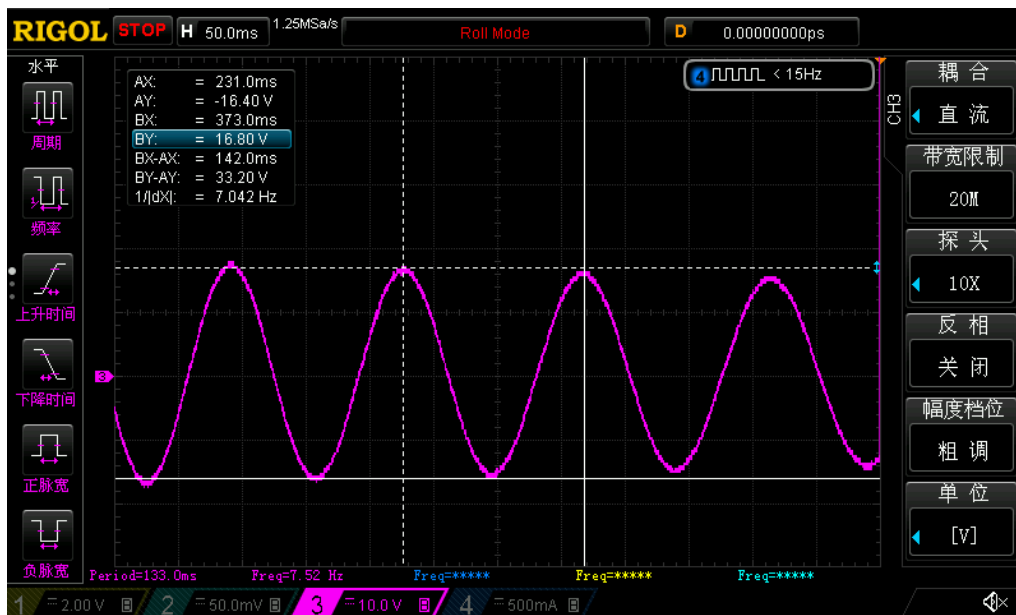 RIGOL STOP H 50.0ms 1.25MSa/s Roll Mode D 0.00000000ps
水平
周期
频率
上升时间
下降时间
正脉宽
负脉宽
AX: = 231.0ms
AY: = -16.40 V
BX: = 373.0ms
BY: = 16.80 V
BX-AX: = 142.0ms
BY-AY: = 33.20 V
1/|dX|: = 7.042 Hz
4 < 15Hz
3
CH3
耦合
直流
带宽限制
20M
探头
10X
反相
关闭
幅度档位
粗调
单位
[V]
Period=133.0ms Freq=7.52 Hz Freq=***** Freq=***** Freq=*****
1 2.00 V 2 50.0mV 3 10.0 V 4 500mA